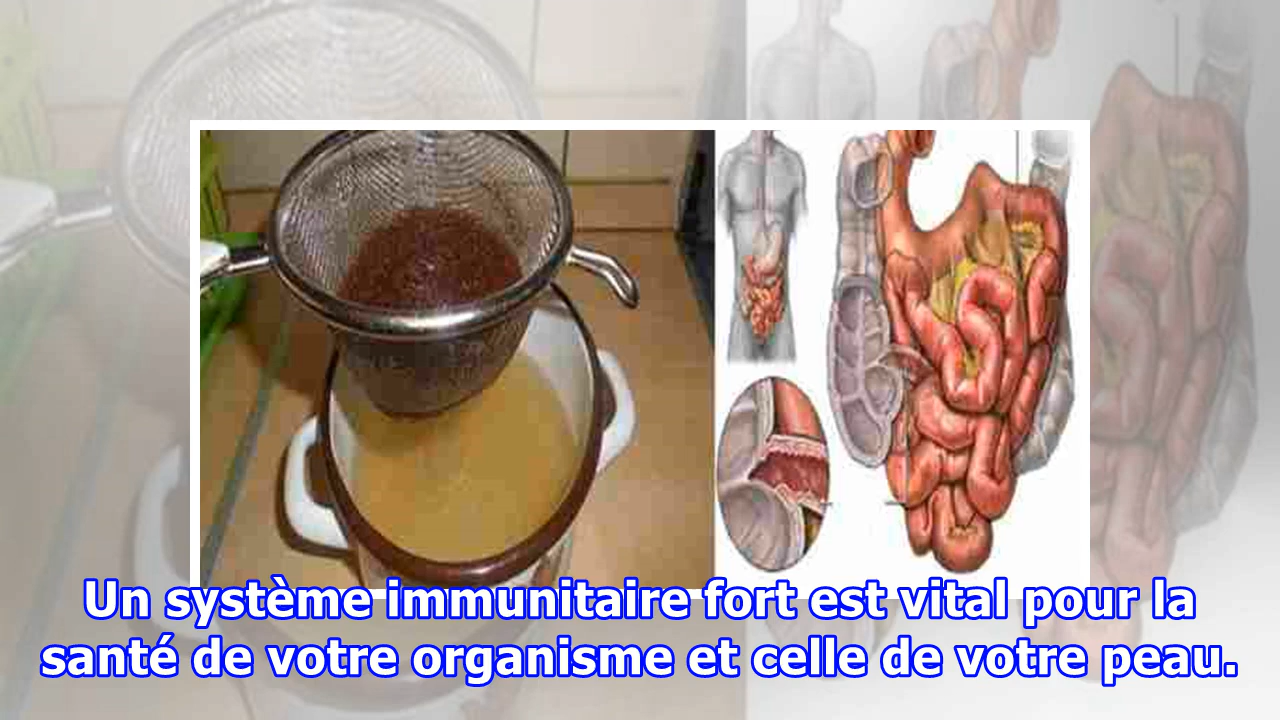 Un système immunitaire fort est vital pour la
santé de votre organisme et celle de votre peau.